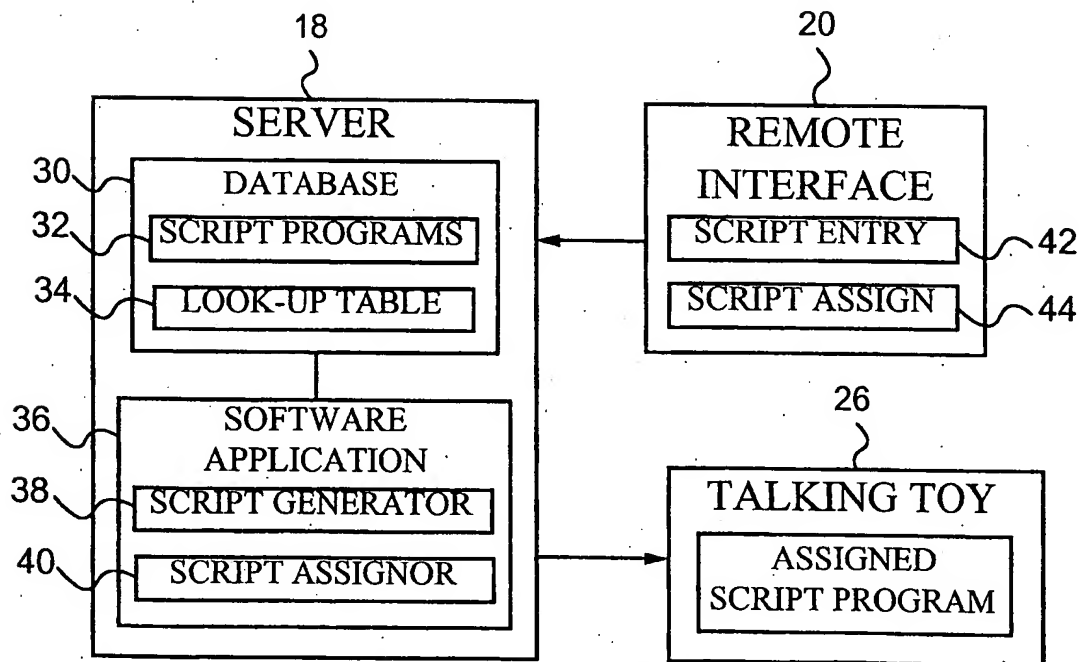 18
SERVER
30
DATABASE
32
SCRIPT PROGRAMS
34
LOOK-UP TABLE
36
SOFTWARE
APPLICATION
38
SCRIPT GENERATOR
40
SCRIPT ASSIGNOR
20
REMOTE
INTERFACE
SCRIPT ENTRY
42
SCRIPT ASSIGN
44
26
TALKING TOY
ASSIGNED
SCRIPT PROGRAM